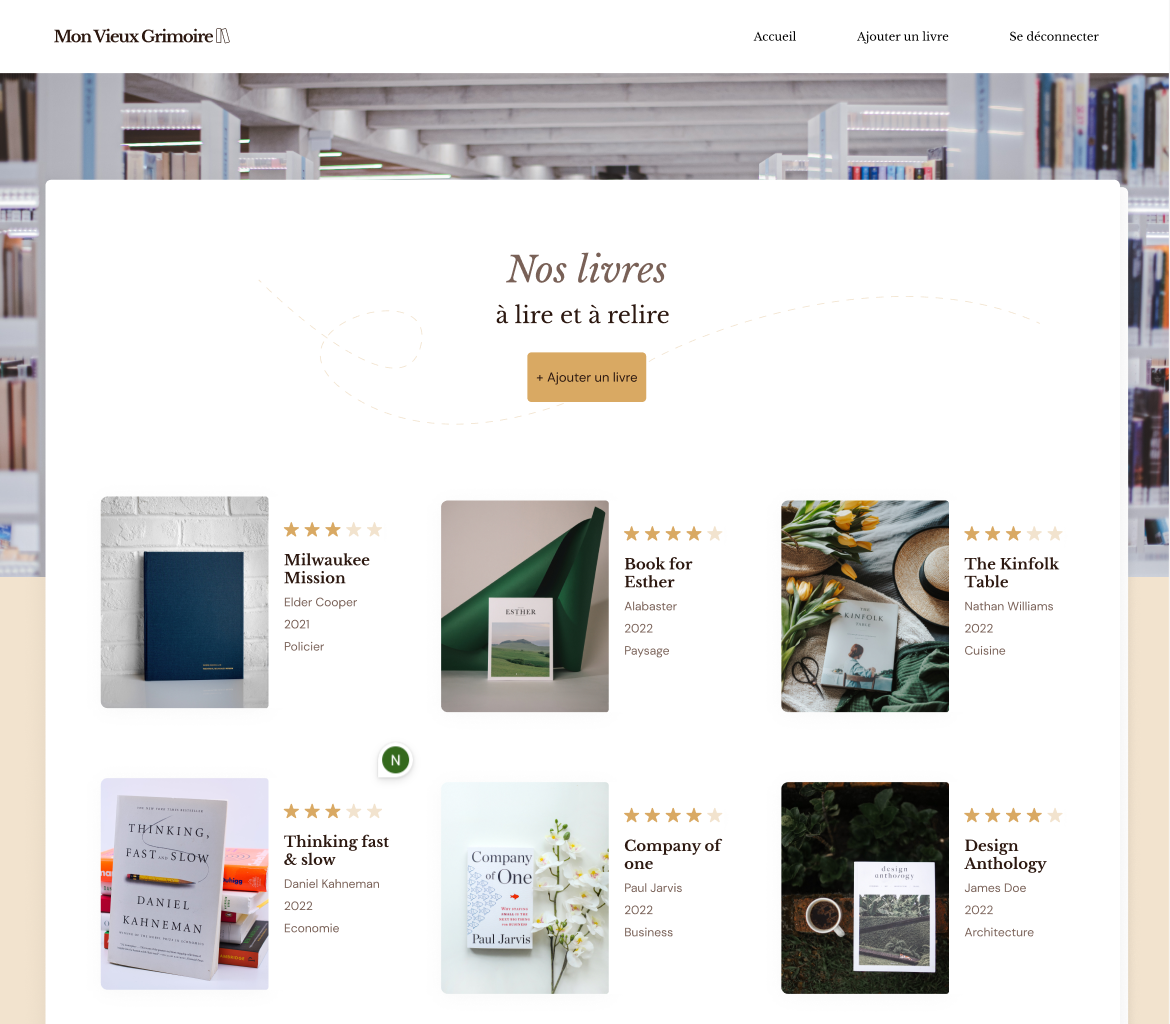 Mon Vieux Grimoire
Accueil
Ajouter un livre
Se déconnecter
Nos livres
à lire et à relire
+ Ajouter un livre
Milwaukee
Mission
Elder Cooper
2021
Policier
ESTHER
Book for
Esther
Alabaster
2022
Paysage
THE
KINFOLK
TABLE
The Kinfolk
Table
Nathan Williams
2022
Cuisine
N
THINKING,
FAST AND SLOW
DANIEL
KAHNEMAN
Thinking fast
& slow
Daniel Kahneman
2022
Economie
Company
of One
Paul Jarvis
Company of
one
Paul Jarvis
2022
Business
design
anthology
Design
Anthology
James Doe
2022
Architecture